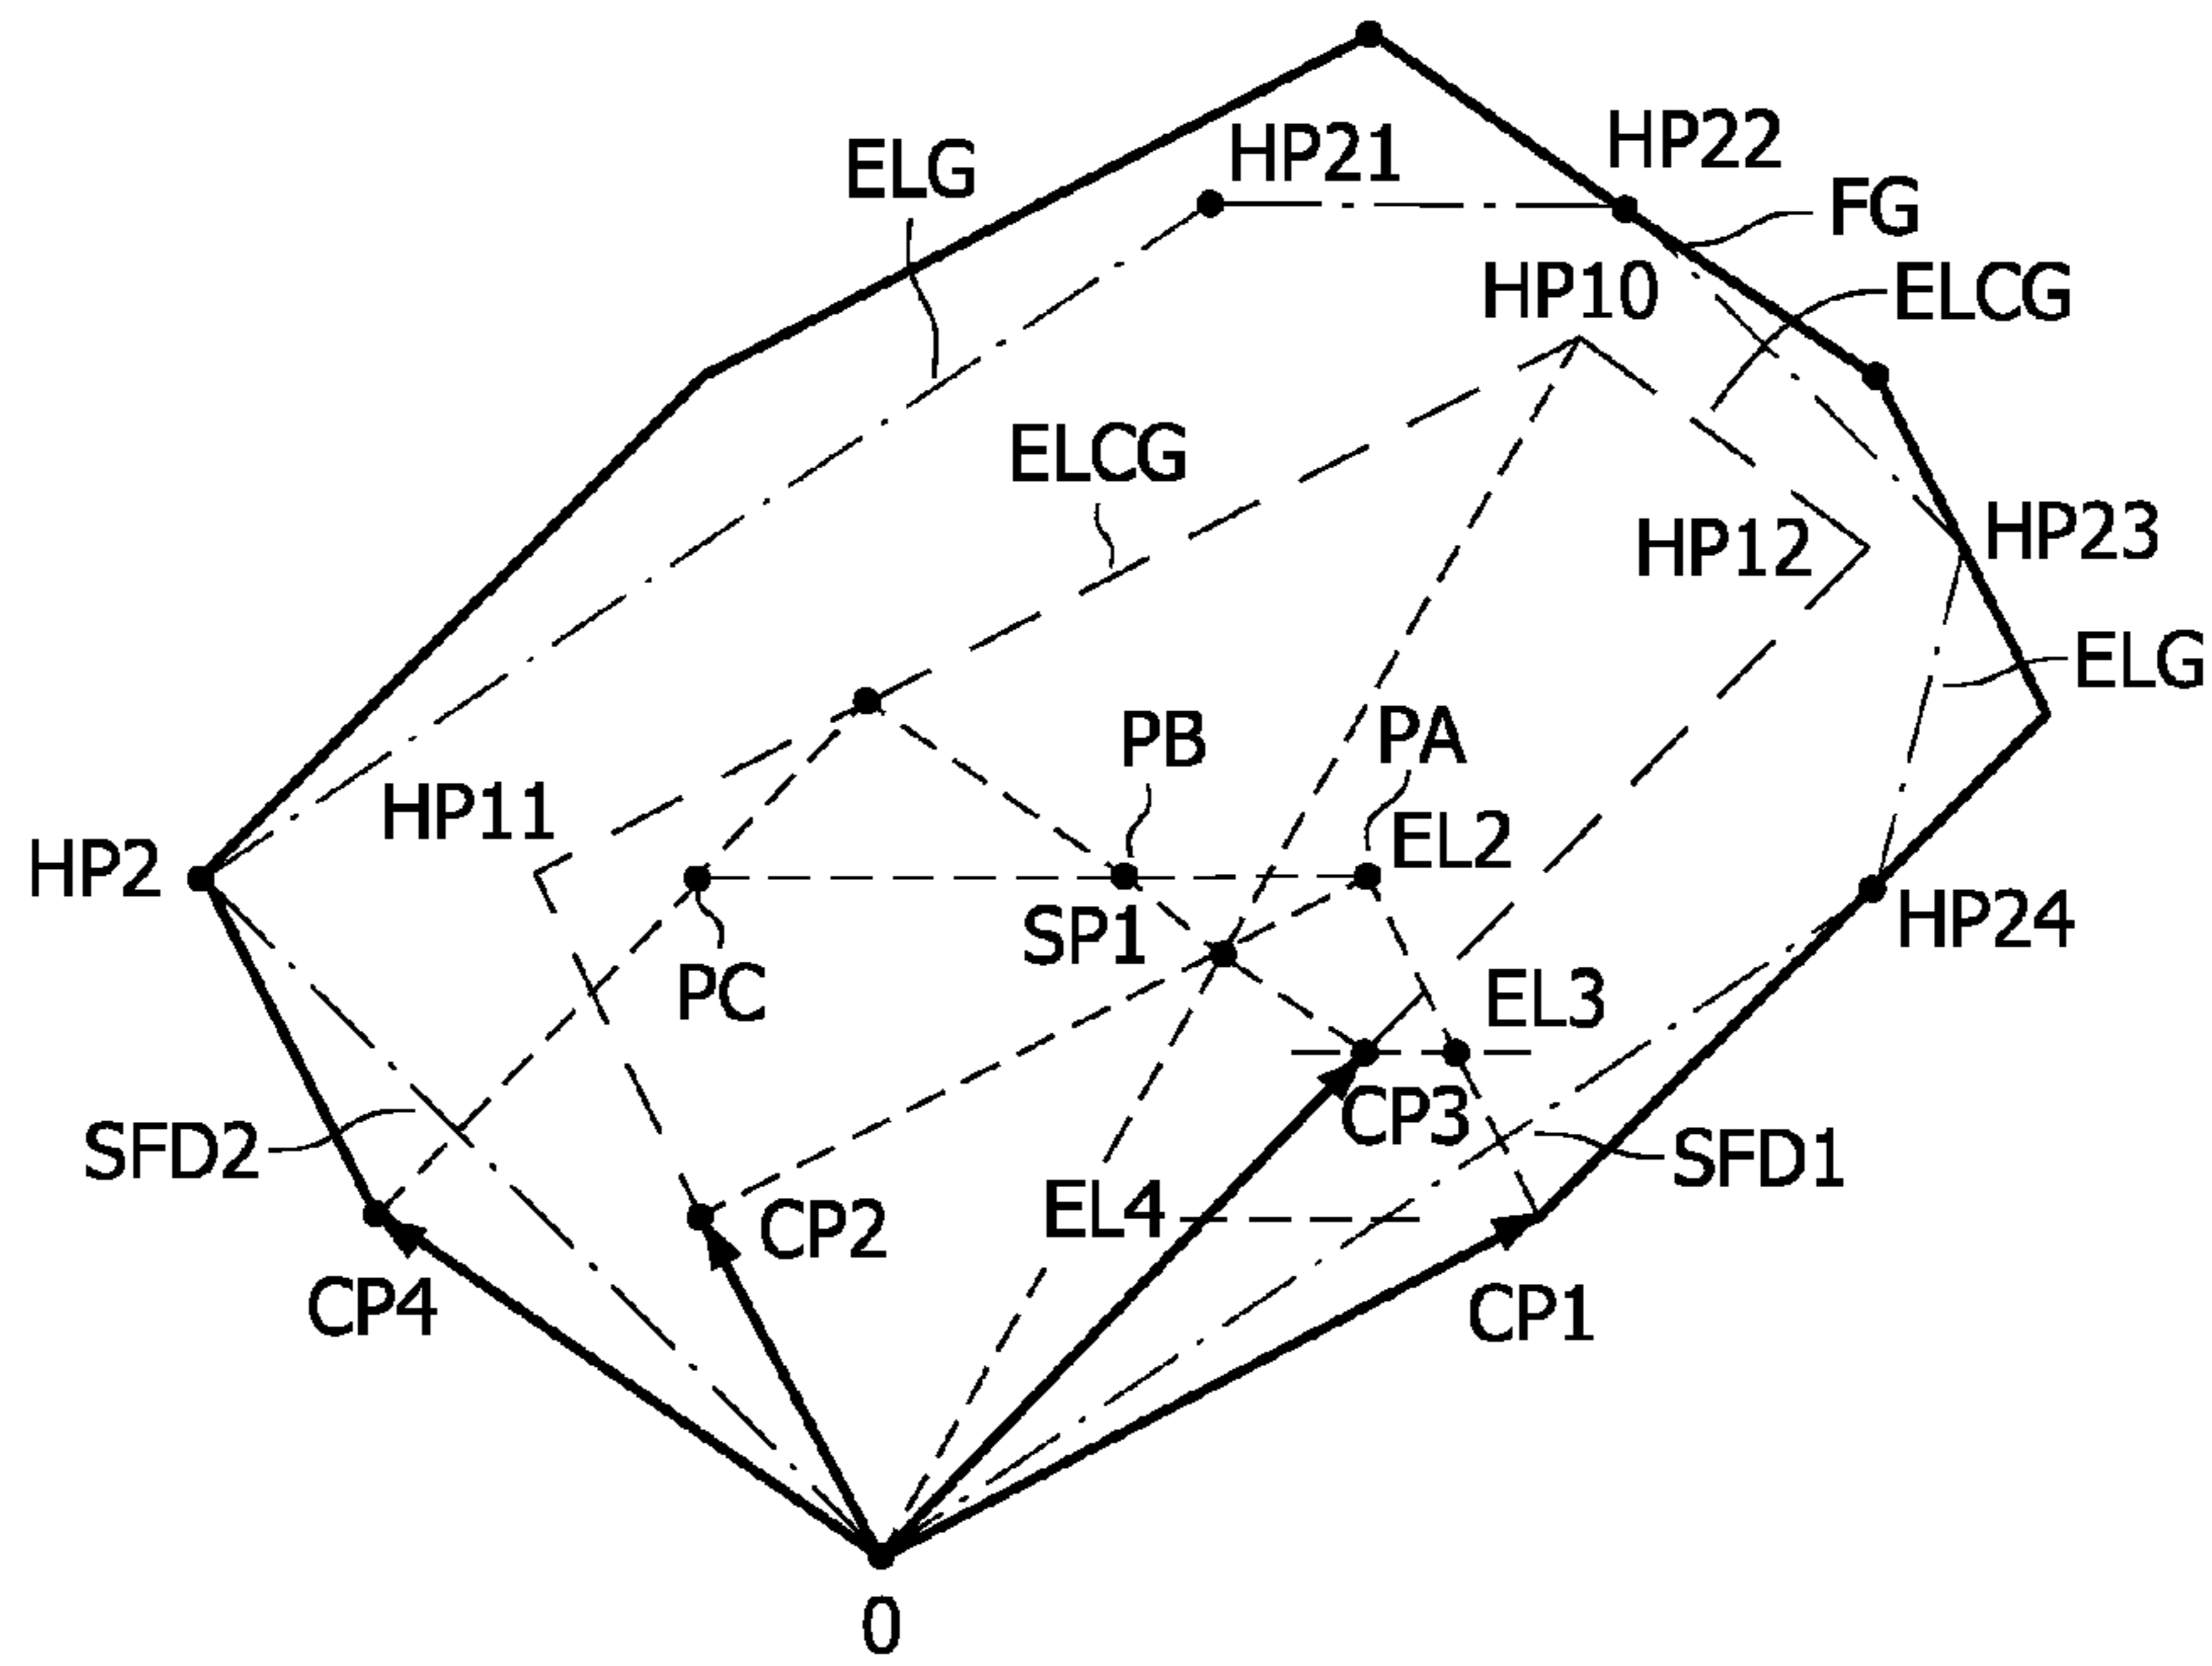 HP21
HP22
ELG
FG
HP10
ELCG
ELCG
HP12
HP23
ELG
PB
PA
HP11
EL2
HP2
SP1
HP24
PC
EL3
CP3
SFD2
SFD1
EL4
CP2
CP4
CP1
0